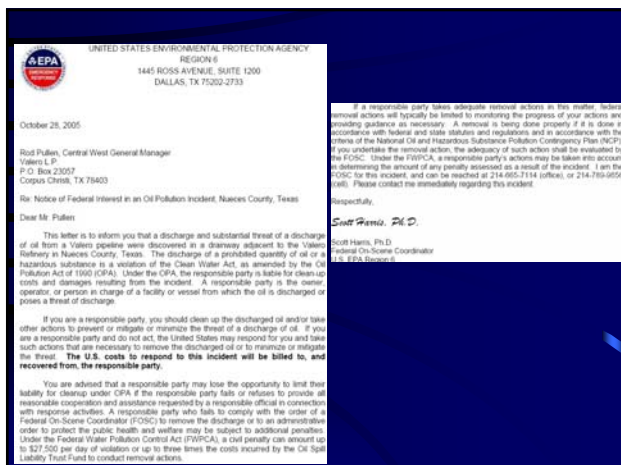 EPA
EMERGENCY
RESPONSE
UNITED STATES ENVIRONMENTAL PROTECTION AGENCY
REGION 6
1445 ROSS AVENUE, SUITE 1200
DALLAS, TX 75202-2733
October 28, 2005
Rod Pullen, Central West General Manager
Valero L.P.
P.O. Box 23057
Corpus Christi, TX 78403
Re: Notice of Federal Interest in an Oil Pollution Incident, Nueces County, Texas
Dear Mr. Pullen
This letter is to inform you that a discharge and substantial threat of a discharge
of oil from a Valero pipeline were discovered in a drainway adjacent to the Valero
Refinery in Nueces County, Texas. The discharge of a prohibited quantity of oil or a
hazardous substance is a violation of the Clean Water Act, as amended by the Oil
Pollution Act of 1990 (OPA). Under the OPA, the responsible party is liable for clean up
costs and damages resulting from the incident. A responsible party is the owner,
operator, or person in charge of a facility or vessel from which the oil is discharged or
poses a threat of discharge.
If you are a responsible party, you should clean up the discharged oil and/or take
other actions to prevent or mitigate or minimize the threat of a discharge of oil. If you
are a responsible party and do not act, the United States may respond for you and take
such actions that are necessary to remove the discharged oil or to minimize or mitigate
the threat. The U.S. costs to respond to this incident will be billed to, and
recovered from, the responsible party.
You are advised that a responsible party may lose the opportunity to limit their
liability for cleanup under OPA if the responsible party fails or refuses to provide all
reasonable cooperation and assistance requested by a responsible official in connection
with response activities. A responsible party who fails to comply with the order of a
Federal On-Scene Coordinator (FOSC) to remove the discharge or to an administrative
order to protect the public health and welfare may be subject to additional penalties.
Under the Federal Water Pollution Control Act (FWPCA), a civil penalty can amount up
to $27,500 per day of violation or up to three times the costs incurred by the Oil Spill
Liability Trust Fund to conduct removal actions.
If a responsible party takes adequate removal actions in this matter, federal
removal actions will typically be limited to monitoring the progress of your actions and
providing guidance as necessary. A removal is being done properly if it is done in
accordance with federal and state statutes and regulations and in accordance with the
criteria of the National Oil and Hazardous Substance Pollution Contingency Plan (NCP).
If you undertake the removal action, the adequacy of such action shall be evaluated by
the FOSC. Under the FWPCA, a responsible party's actions may be taken into account
in determining the amount of any penalty assessed as a result of the incident. I am the
FOSC for this incident, and can be reached at 214-665-7114 (office), or
(cell). Please contact me immediately regarding this incident.
Respectfully,
Scott Harris, Ph.D.
Scott Harris, Ph.D.
Federal On-Scene Coordinator
U.S. EPA Region 6